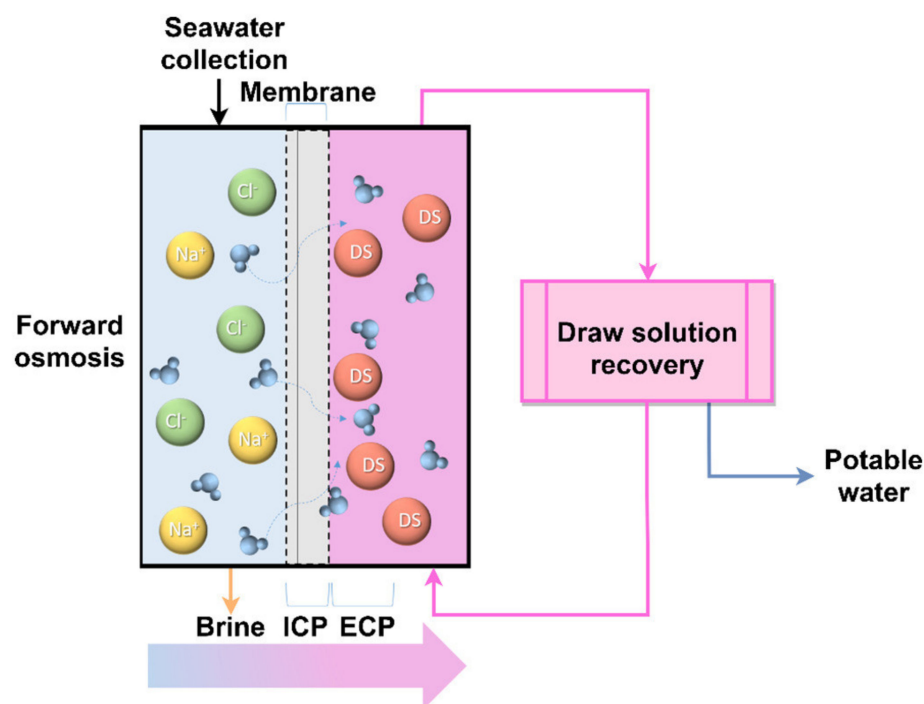 Seawater
collection
Membrane
Cl⁻
DS
Na⁺
DS
Cl⁻
Forward
osmosis
Draw solution
recovery
DS
Cl⁻
Na⁺
DS
Potable
water
Na⁺
DS
Brine
ICP
ECP